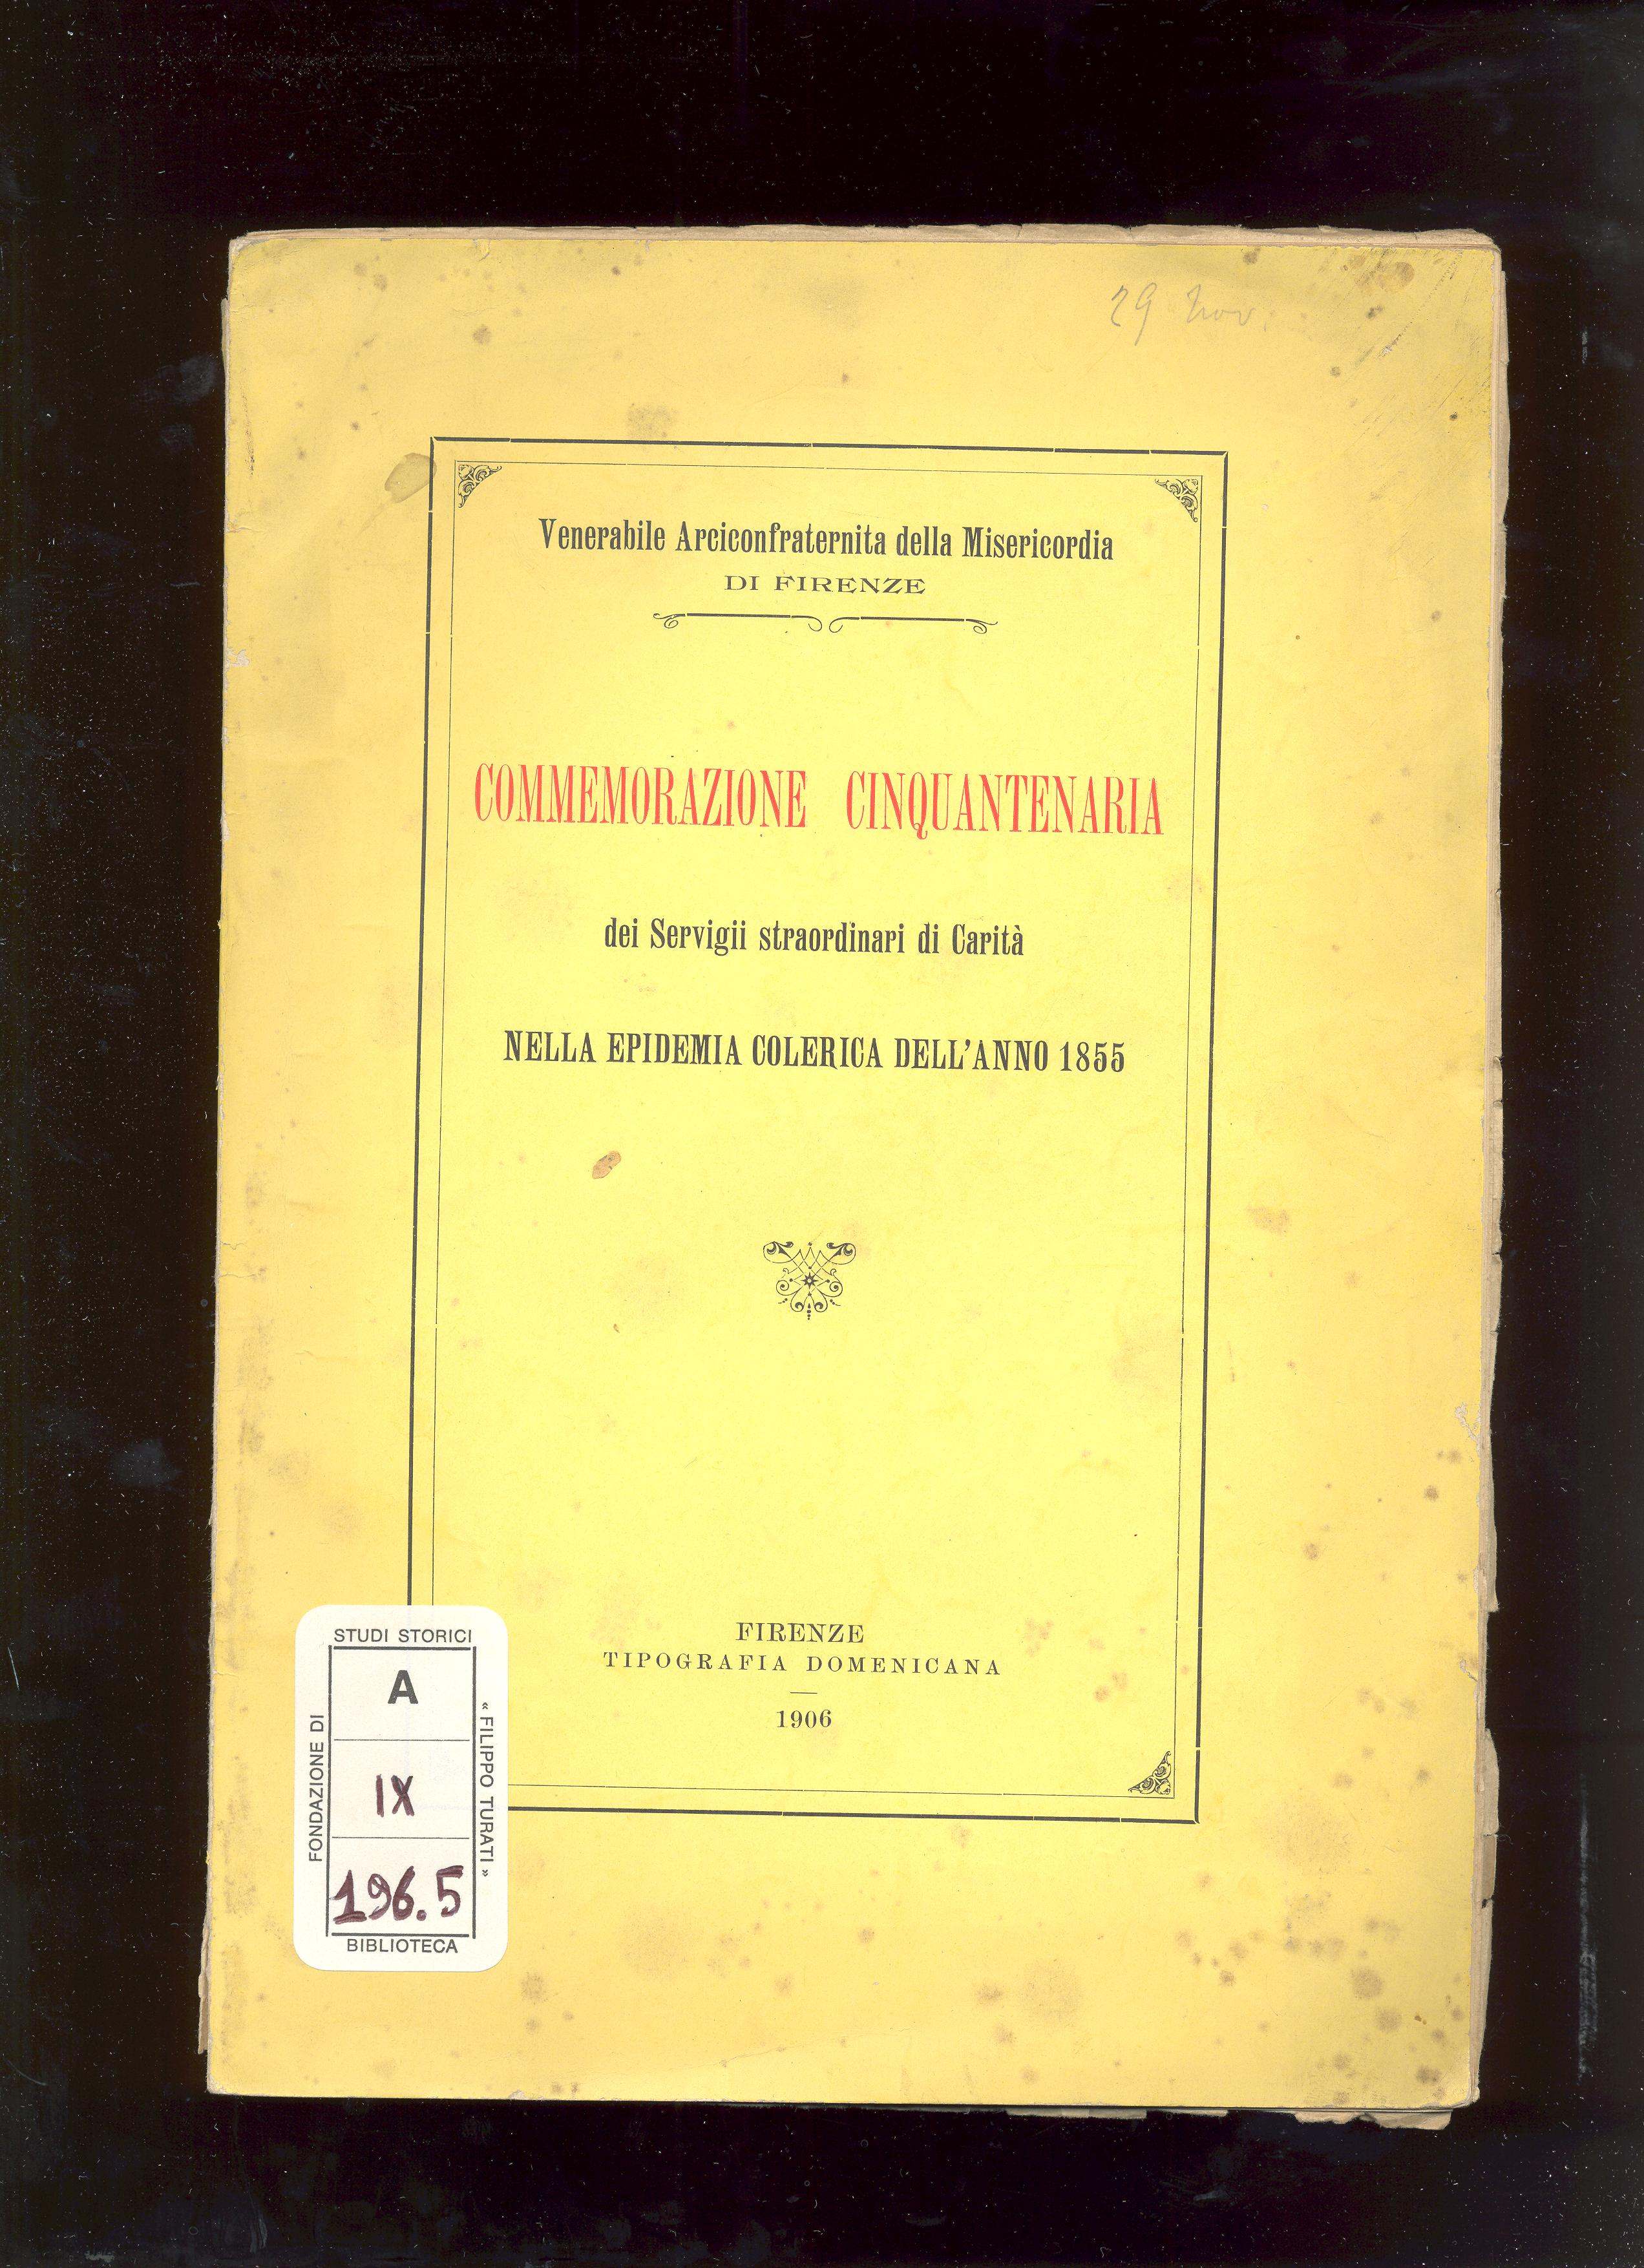 29 Nov.
Venerabile Arciconfraternita della Misericordia
DI FIRENZE
COMMEMORAZIONE CINQUANTENARIA
dei Servigii straordinari di Carità
NELLA EPIDEMIA COLERICA DELL'ANNO 1855
FIRENZE
TIPOGRAFIA DOMENICANA
1906
STUDI STORICI
FONDAZIONE DI
« FILIPPO TURATI »
A
IX
196.5
BIBLIOTECA